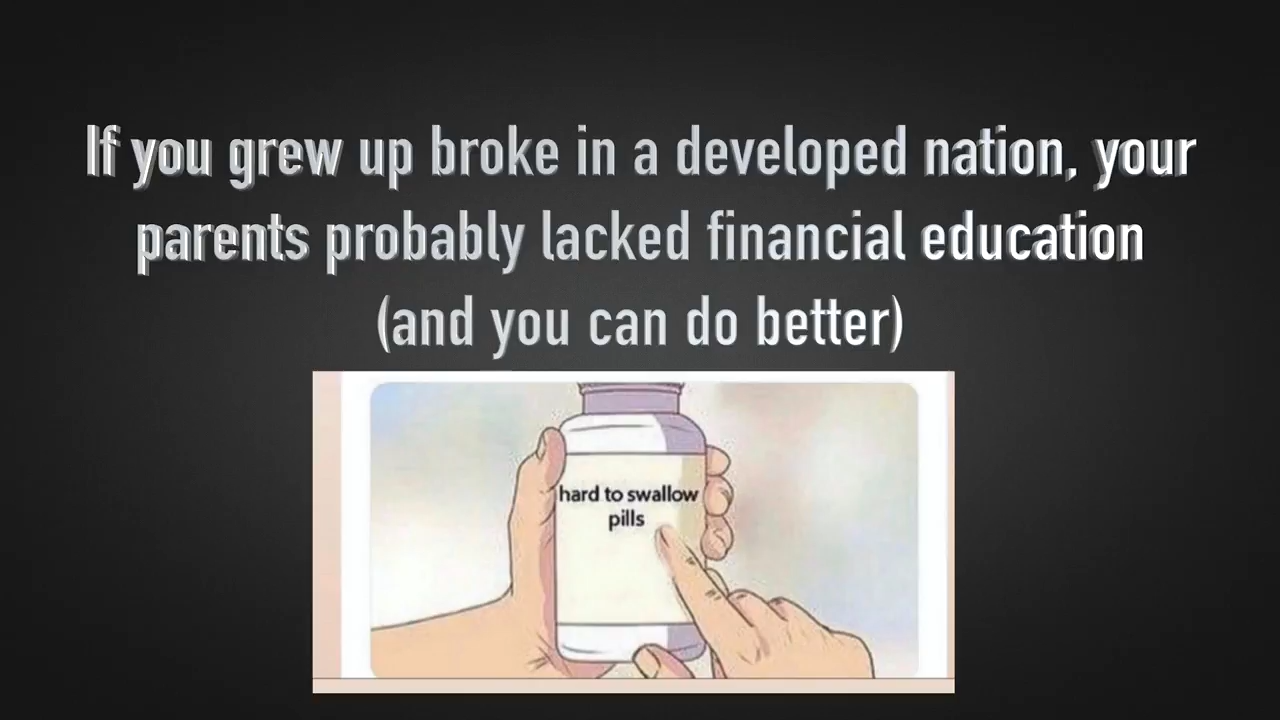 If you grew up broke in a developed nation, your
parents probably lacked financial education
(and you can do better)
hard to swallow
pills